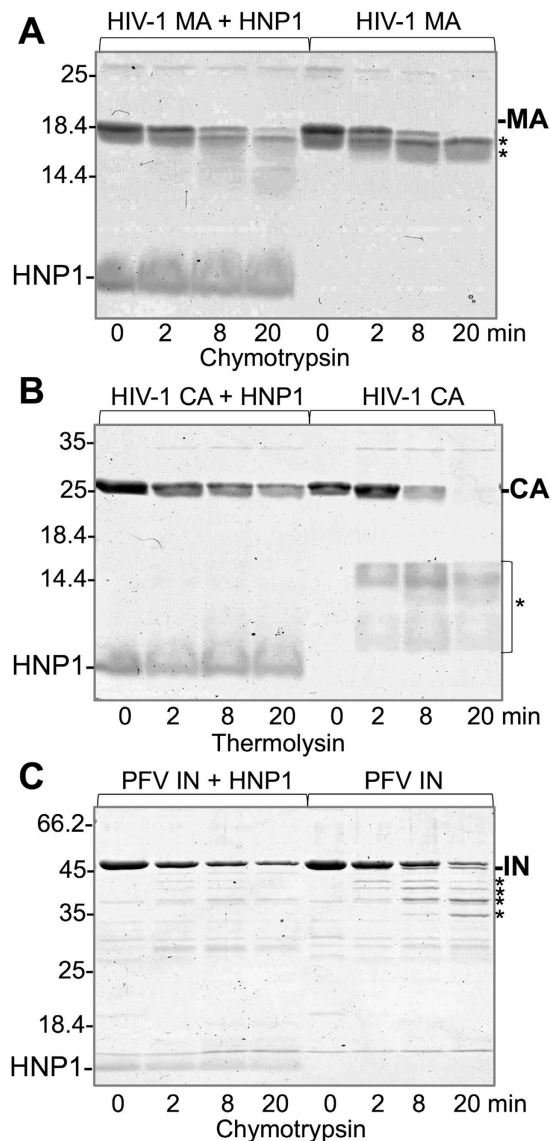 A
HIV-1 MA + HNP1 HIV-1 MA
25-
18.4-
-MA
*
*
14.4-
HNP1-
0 2 8 20 0 2 8 20 min
Chymotrypsin
B
HIV-1 CA + HNP1 HIV-1 CA
35-
25-
-CA
18.4-
14.4-
*
HNP1-
0 2 8 20 0 2 8 20 min
Thermolysin
C
PFV IN + HNP1 PFV IN
66.2-
45-
-IN
*
*
*
35-
*
25-
18.4-
HNP1-
0 2 8 20 0 2 8 20 min
Chymotrypsin